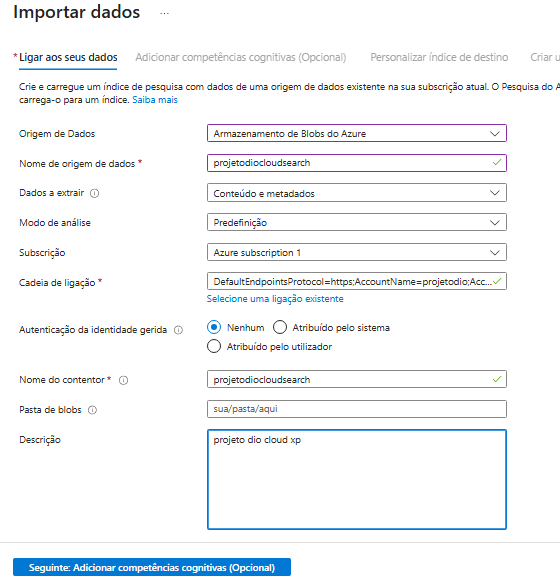 Importar dados ...
*Ligar aos seus dados Adicionar competências cognitivas (Opcional) Personalizar índice de destino Criar u
Crie e carregue um índice de pesquisa com dados de uma origem de dados existente na sua subscrição atual. O Pesquisa do A
carrega-o para um índice. Saiba mais
Origem de Dados Armazenamento de Blobs do Azure
Nome de origem de dados * projetodiocloudsearch
Dados a extrair Conteúdo e metadados
Modo de análise Predefinição
Subscrição Azure subscription 1
Cadeia de ligação * DefaultEndpointsProtocol=https;AccountName=projetodio;Acc...
Selecione uma ligação existente
Autenticação da identidade gerida Nenhum Atribuído pelo sistema
Atribuído pelo utilizador
Nome do contentor * projetodiocloudsearch
Pasta de blobs sua/pasta/aqui
Descrição projeto dio cloud xp
Seguinte: Adicionar competências cognitivas (Opcional)